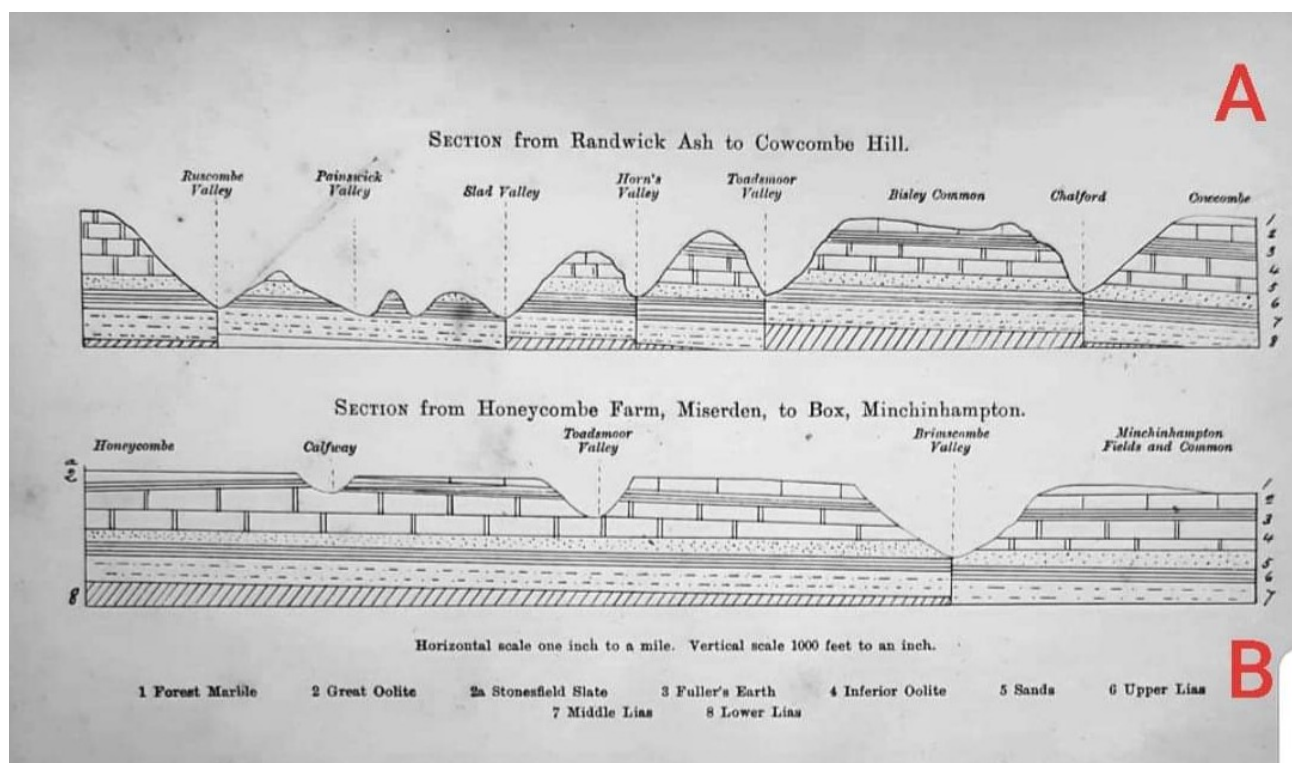 A
SECTION from Randwick Ash to Cowcombe Hill.
Ruscombe Valley
Painswick Valley
Slad Valley
Horn's Valley
Toadsmoor Valley
Bisley Common
Chalford
Cowcombe
1
2
3
4
5
6
7
8
SECTION from Honeycombe Farm, Miserden, to Box, Minchinhampton.
Honeycombe
Calfway
Toadsmoor Valley
Brimscombe Valley
Minchinhampton Fields and Common
2
8
1
2
3
4
5
6
7
Horizontal scale one inch to a mile. Vertical scale 1000 feet to an inch.
1 Forest Marble 2 Great Oolite 2a Stonesfield Slate 3 Fuller's Earth 4 Inferior Oolite 5 Sands 6 Upper Lias
7 Middle Lias 8 Lower Lias
B